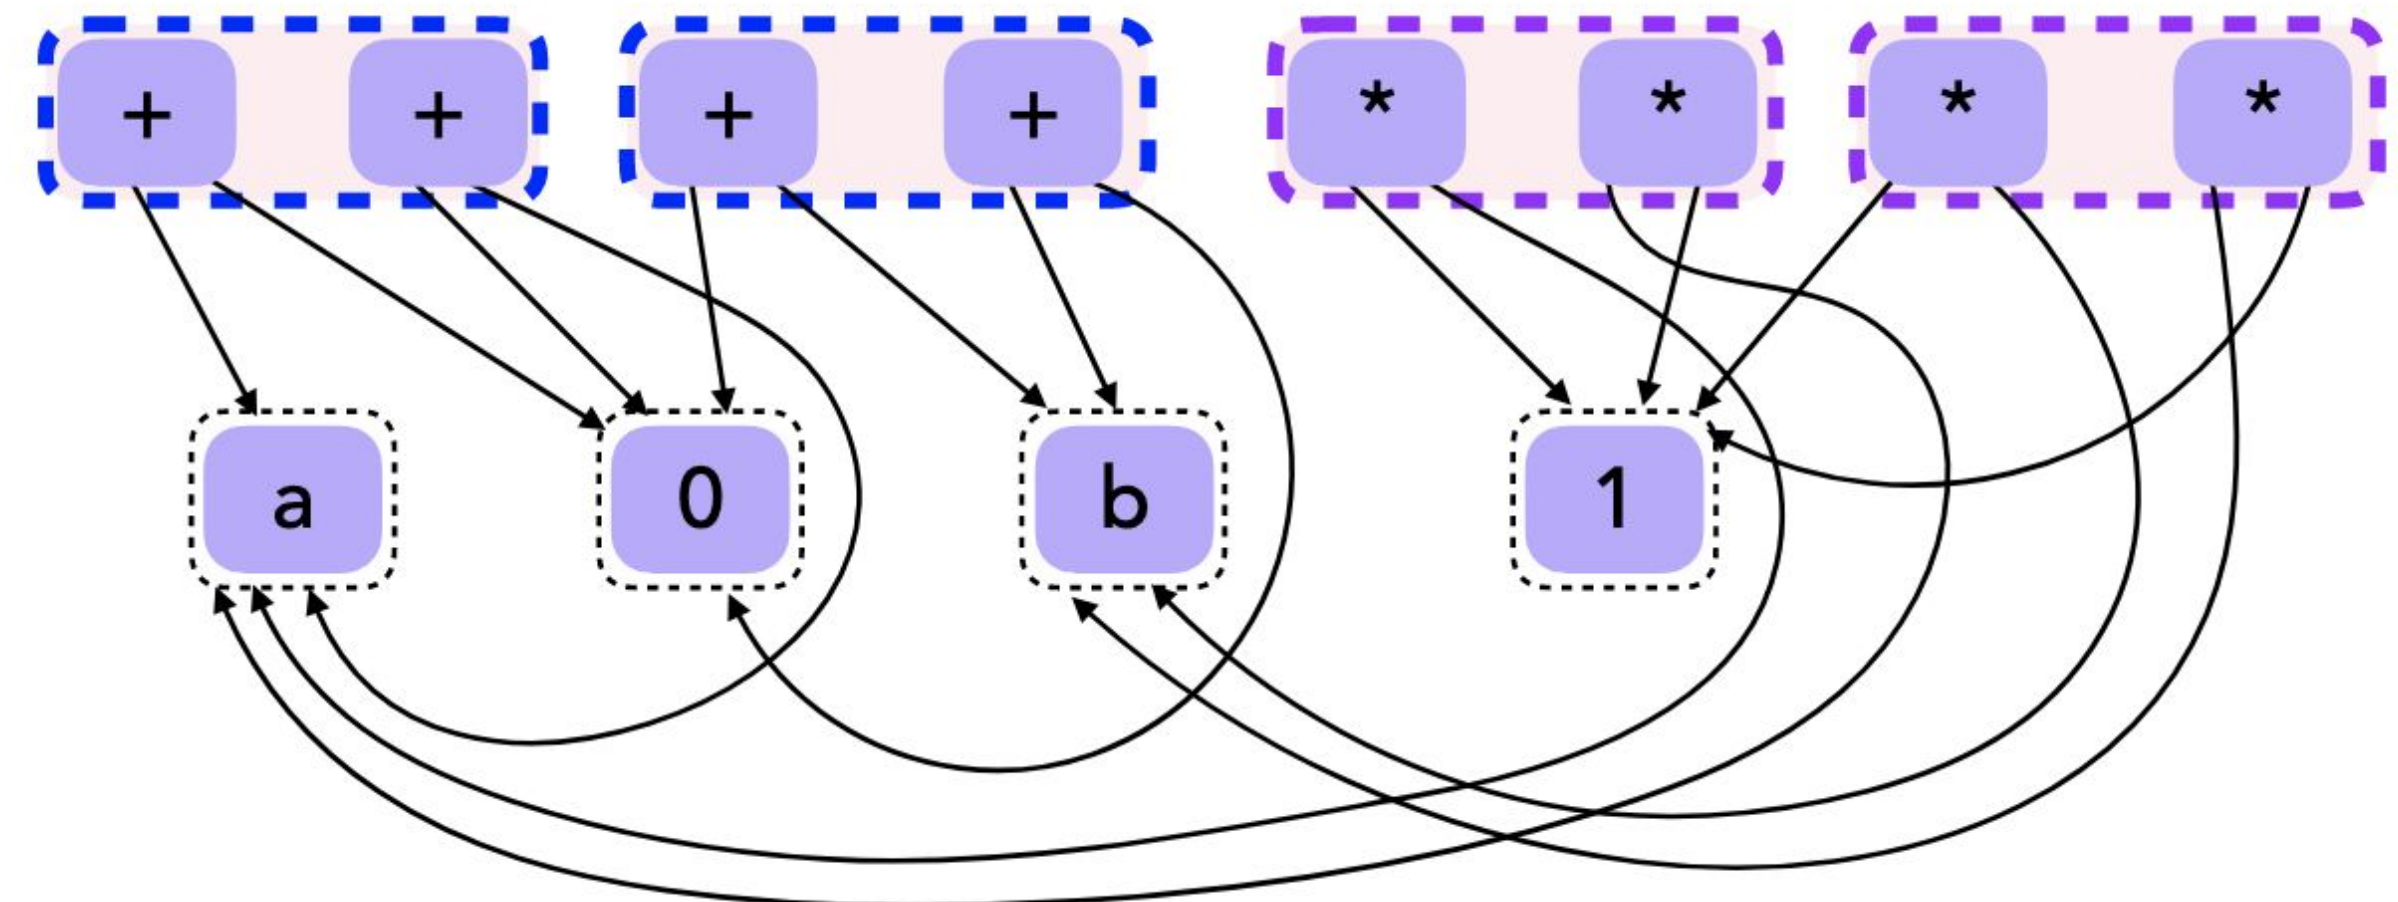 + + + + * * * *
a 0 b 1